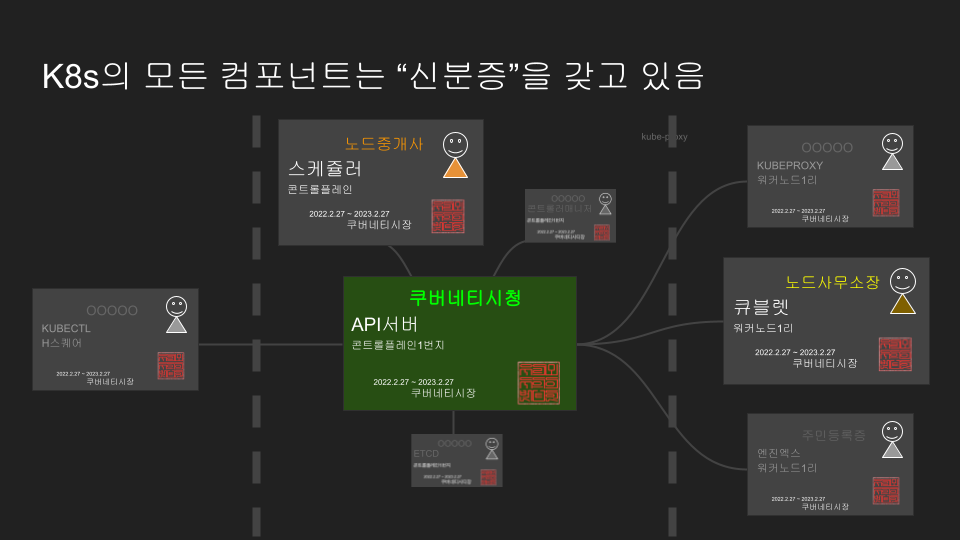 K8s의 모든 컴포넌트는 “신분증”을 갖고 있음
노드중개사
스케쥴러
콘트롤플레인
2022.2.27 ~ 2023.2.27
쿠버네티시장
kube-proxy
OOOOO
콘트롤러매니저
콘트롤플레인1번지
2022.2.27 ~ 2023.2.27
쿠버네티시장
OOOOO
KUBEPROXY
워커노드1리
2022.2.27 ~ 2023.2.27
쿠버네티시장
OOOOO
KUBECTL
H스퀘어
2022.2.27 ~ 2023.2.27
쿠버네티시장
쿠버네티시청
API서버
콘트롤플레인1번지
2022.2.27 ~ 2023.2.27
쿠버네티시장
노드사무소장
큐블렛
워커노드1리
2022.2.27 ~ 2023.2.27
쿠버네티시장
OOOOO
ETCD
콘트롤플레인1번지
2022.2.27 ~ 2023.2.27
쿠버네티시장
주민등록증
엔진엑스
워커노드1리
2022.2.27 ~ 2023.2.27
쿠버네티시장